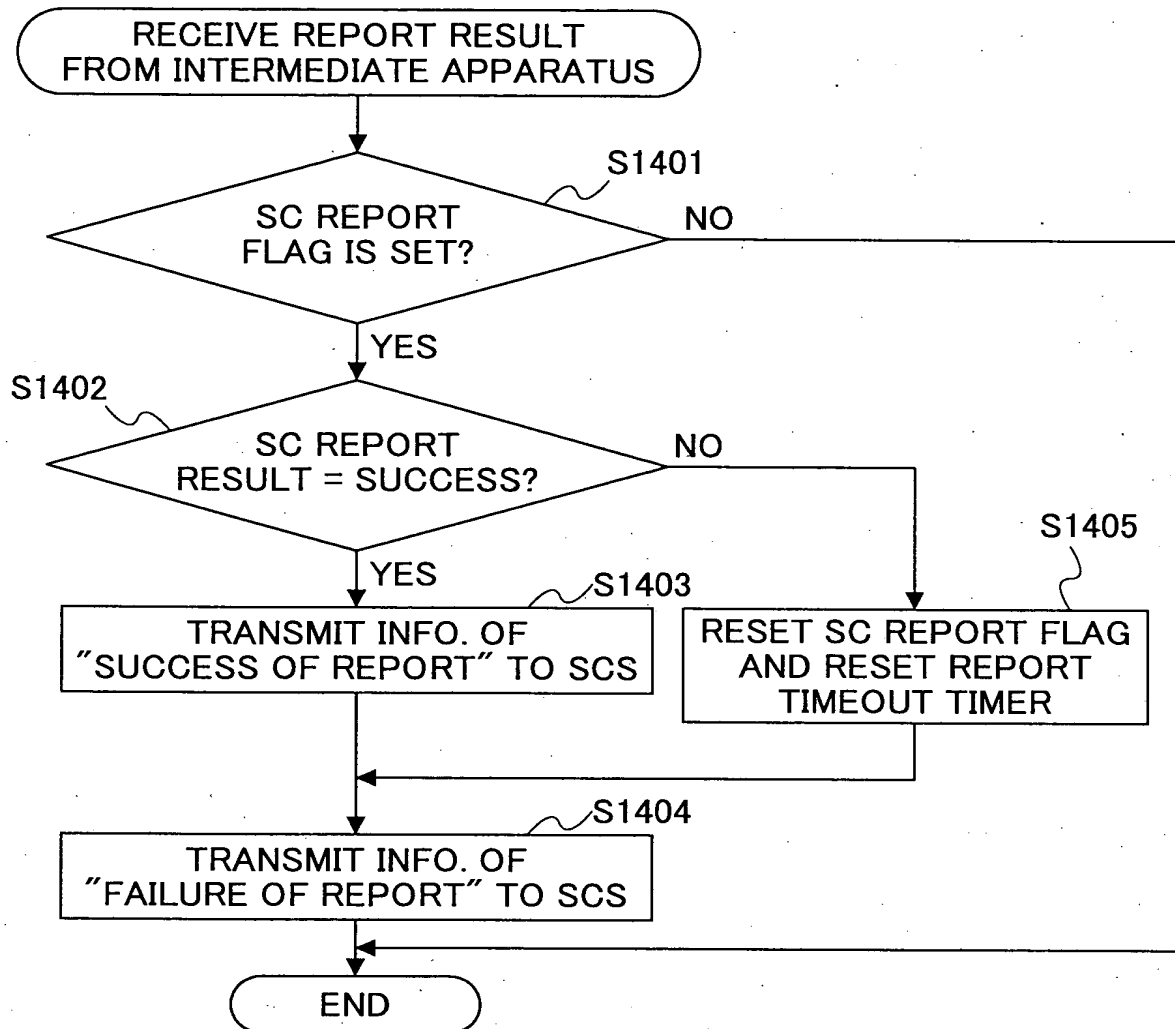 RECEIVE REPORT RESULT
FROM INTERMEDIATE APPARATUS
S1401
SC REPORT
FLAG IS SET?
NO
YES
S1402
SC REPORT
RESULT = SUCCESS?
NO
YES
S1403
TRANSMIT INFO. OF
"SUCCESS OF REPORT" TO SCS
S1405
RESET SC REPORT FLAG
AND RESET REPORT
TIMEOUT TIMER
S1404
TRANSMIT INFO. OF
"FAILURE OF REPORT" TO SCS
END